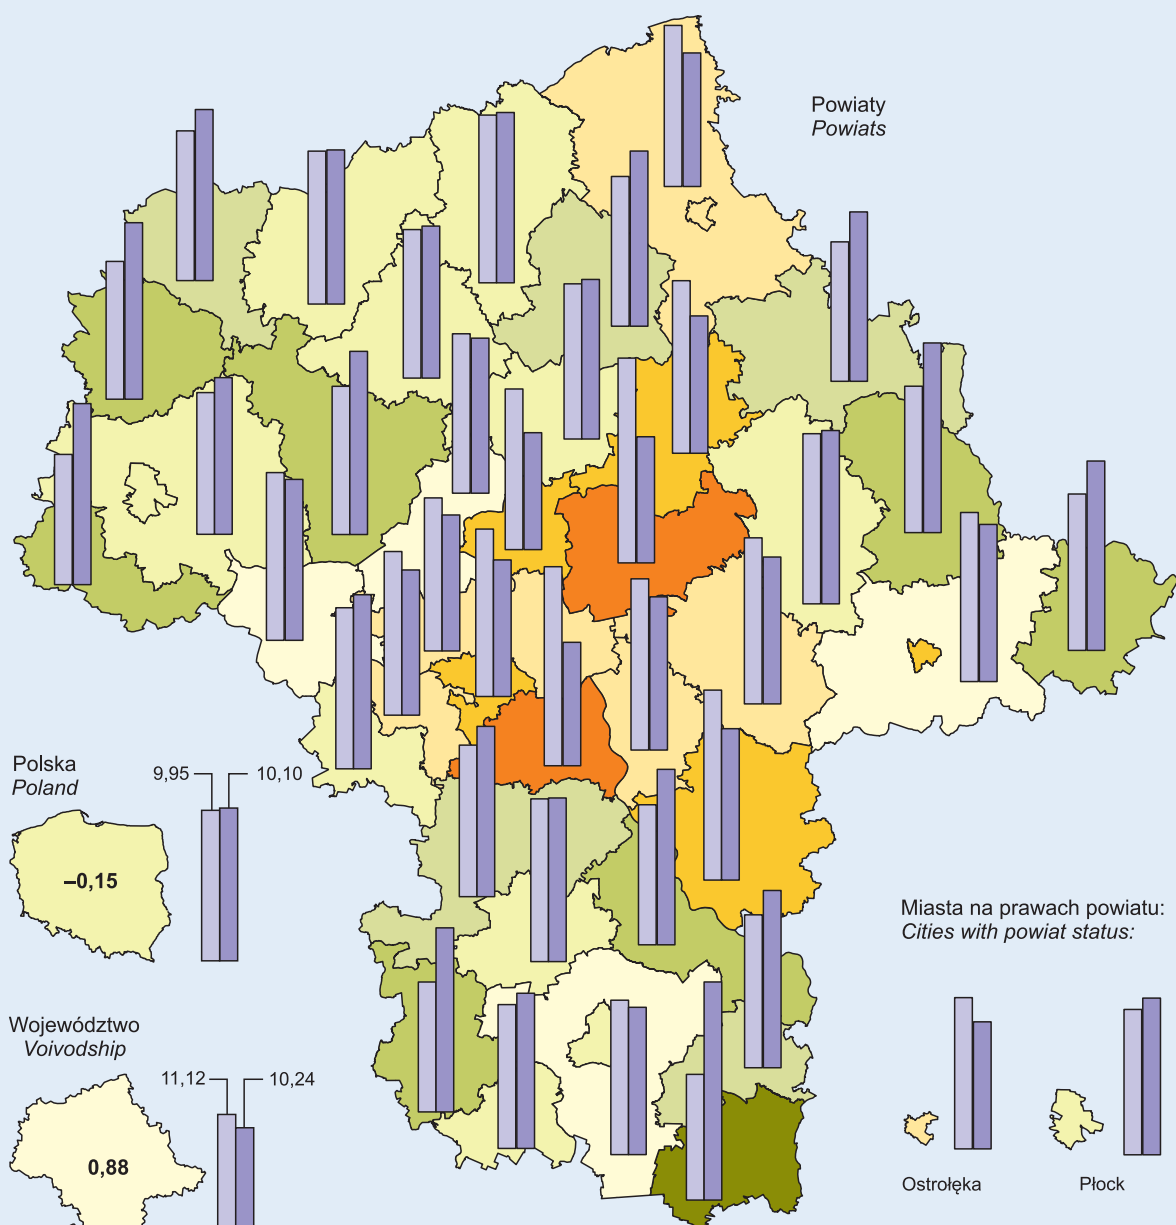 Powiaty
Powiats
Polska
Poland
9,95
10,10
–0,15
Województwo
Voivodship
11,12
10,24
0,88
Miasta na prawach powiatu:
Cities with powiat status:
Ostrołęka
Płock